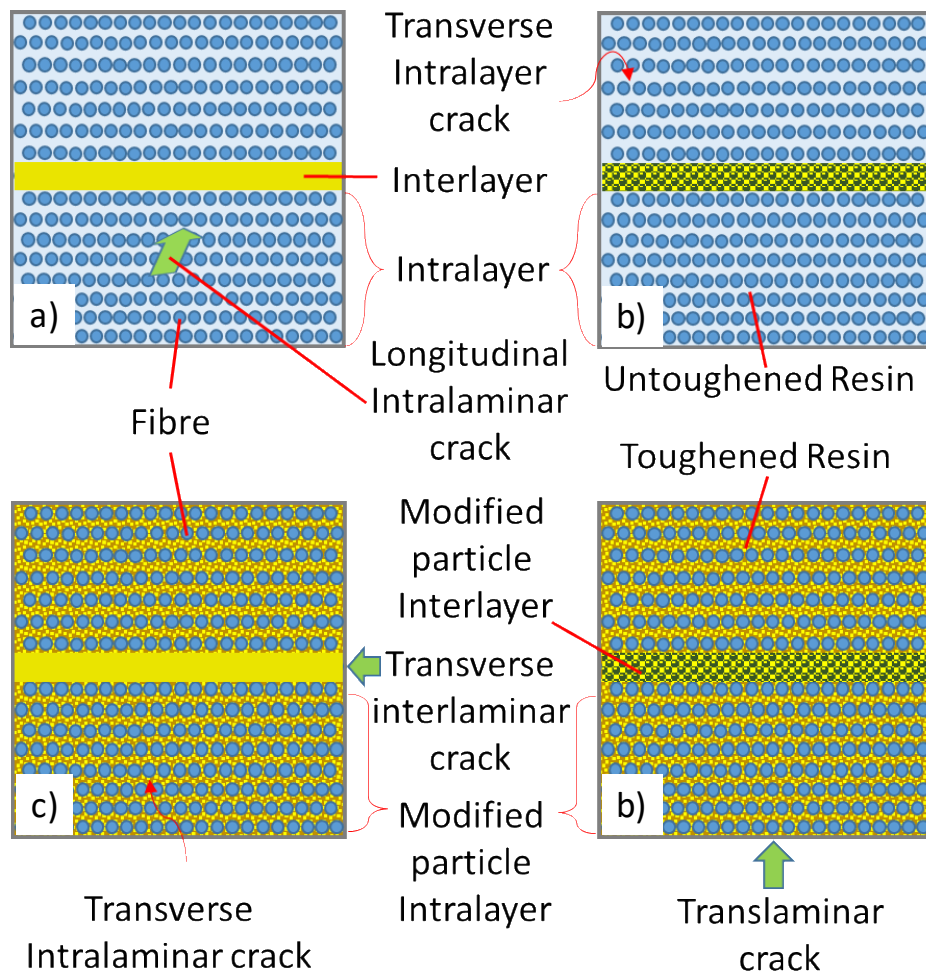 Transverse
Intralayer
crack
Interlayer
Intralayer
a)
b)
Longitudinal
Intralaminar
crack
Untoughened Resin
Fibre
Toughened Resin
Modified
particle
Interlayer
Transverse
interlaminar
crack
c)
b)
Modified
particle
Intralayer
Transverse
Intralaminar crack
Translaminar
crack